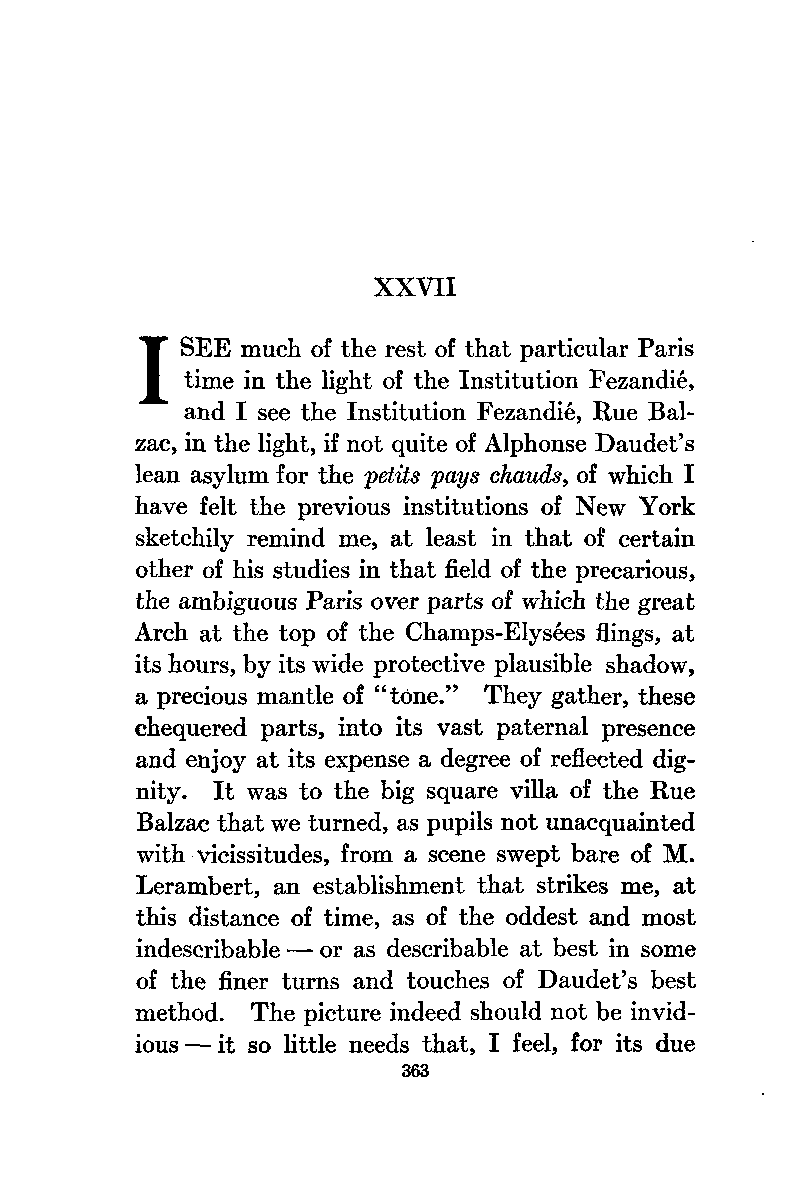 XXVII
I SEE much of the rest of that particular Paris
time in the light of the Institution Fezandié,
and I see the Institution Fezandié, Rue Bal-
zac, in the light, if not quite of Alphonse Daudet's
lean asylum for the petits pays chauds, of which I
have felt the previous institutions of New York
sketchily remind me, at least in that of certain
other of his studies in that field of the precarious,
the ambiguous Paris over parts of which the great
Arch at the top of the Champs-Elysées flings, at
its hours, by its wide protective plausible shadow,
a precious mantle of “tone.” They gather, these
chequered parts, into its vast paternal presence
and enjoy at its expense a degree of reflected dig-
nity. It was to the big square villa of the Rue
Balzac that we turned, as pupils not unacquainted
with vicissitudes, from a scene swept bare of M.
Lerambert, an establishment that strikes me, at
this distance of time, as of the oddest and most
indescribable — or as describable at best in some
of the finer turns and touches of Daudet's best
method. The picture indeed should not be invid-
ious — it so little needs that, I feel, for its due
363